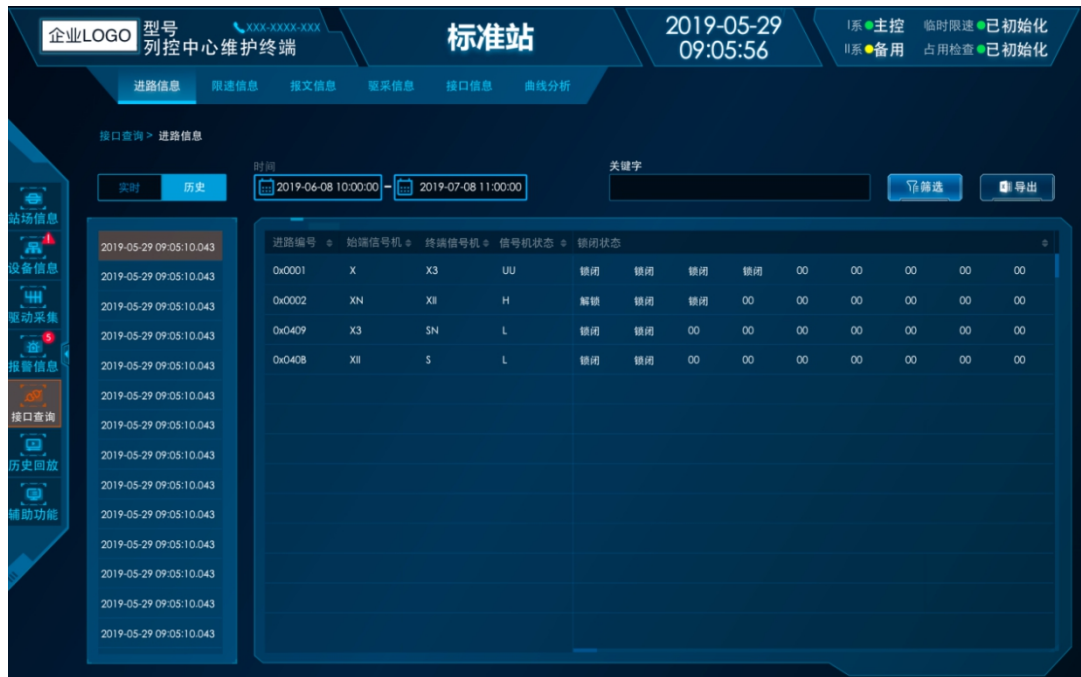 企业LOGO
型号
列控中心维护终端
XXX-XXXX-XXX
标准站
2019-05-29
09:05:56
I系 主控 临时限速 已初始化
II系 备用 占用检查 已初始化
进路信息 限速信息 报文信息 驱采信息 接口信息 曲线分析
接口查询 > 进路信息
时间
关键字
实时 历史
2019-06-08 10:00:00 - 2019-07-08 11:00:00
筛选 导出
站场信息
1
设备信息
驱动采集
5
报警信息
接口查询
历史回放
辅助功能
2019-05-29 09:05:10.043
2019-05-29 09:05:10.043
2019-05-29 09:05:10.043
2019-05-29 09:05:10.043
2019-05-29 09:05:10.043
2019-05-29 09:05:10.043
2019-05-29 09:05:10.043
2019-05-29 09:05:10.043
2019-05-29 09:05:10.043
2019-05-29 09:05:10.043
2019-05-29 09:05:10.043
2019-05-29 09:05:10.043
2019-05-29 09:05:10.043
2019-05-29 09:05:10.043
进路编号 始端信号机 终端信号机 信号机状态 锁闭状态
0x0001 X X3 UU 锁闭 锁闭 锁闭 锁闭 00 00 00 00 00
0x0002 XN XII H 解锁 锁闭 锁闭 00 00 00 00 00 00
0x0409 X3 SN L 锁闭 锁闭 00 00 00 00 00 00 00
0x040B XII S L 锁闭 锁闭 00 00 00 00 00 00 00